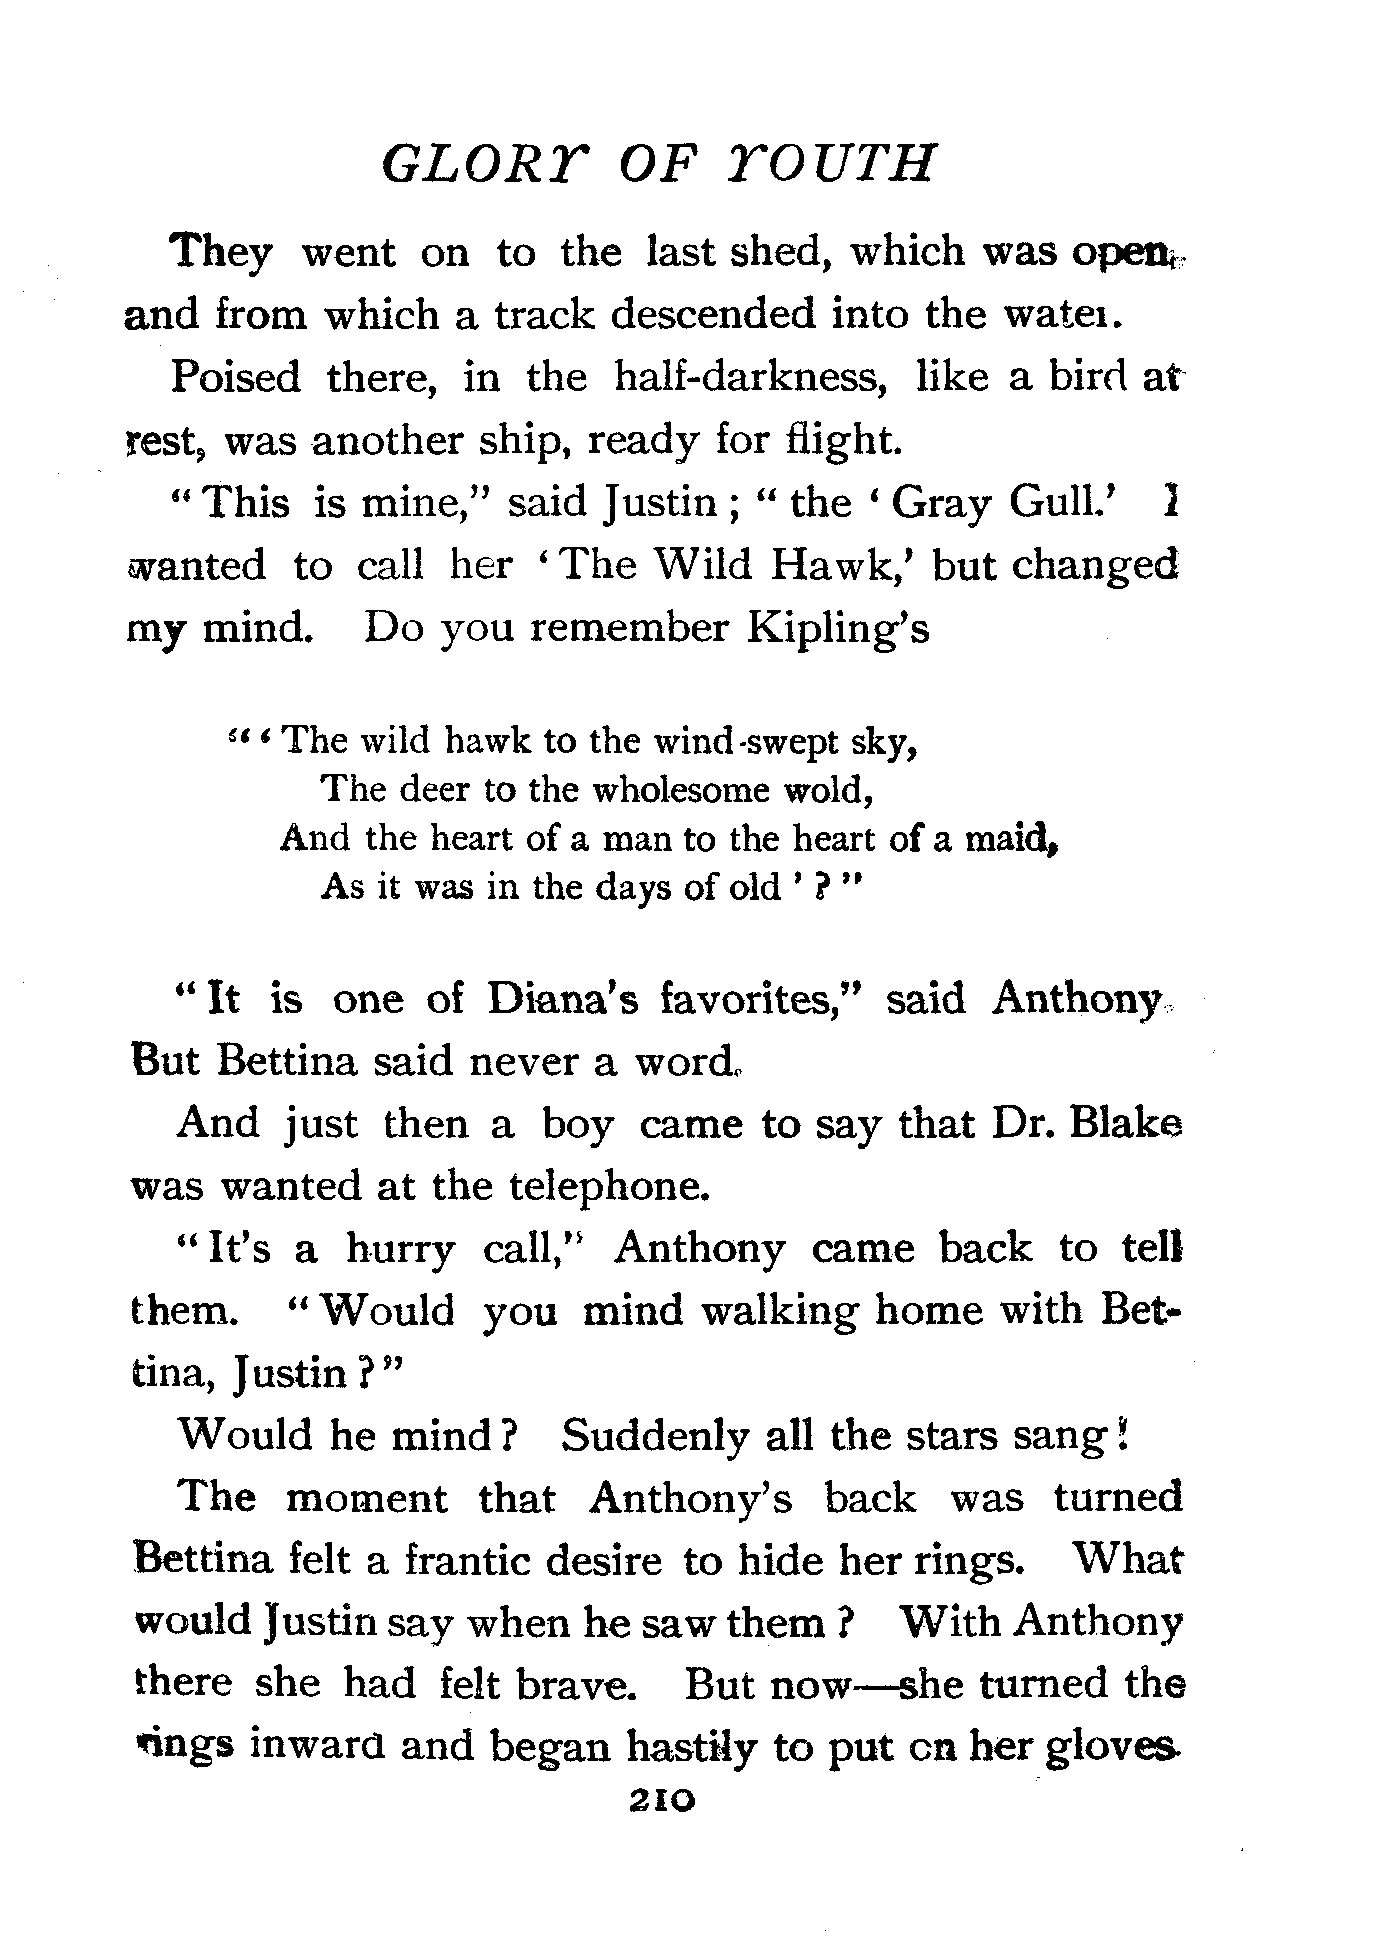 GLORY OF YOUTH
They went on to the last shed, which was open,
and from which a track descended into the water.
Poised there, in the half-darkness, like a bird at
rest, was another ship, ready for flight.
"This is mine," said Justin; "the 'Gray Gull.' I
wanted to call her 'The Wild Hawk,' but changed
my mind. Do you remember Kipling's
"'The wild hawk to the wind-swept sky,
The deer to the wholesome wold,
And the heart of a man to the heart of a maid,
As it was in the days of old'?"
"It is one of Diana's favorites," said Anthony.
But Bettina said never a word.
And just then a boy came to say that Dr. Blake
was wanted at the telephone.
"It's a hurry call," Anthony came back to tell
them. "Would you mind walking home with Bet-
tina, Justin?"
Would he mind? Suddenly all the stars sang!
The moment that Anthony's back was turned
Bettina felt a frantic desire to hide her rings. What
would Justin say when he saw them? With Anthony
there she had felt brave. But now—she turned the
rings inward and began hastily to put on her gloves.
210